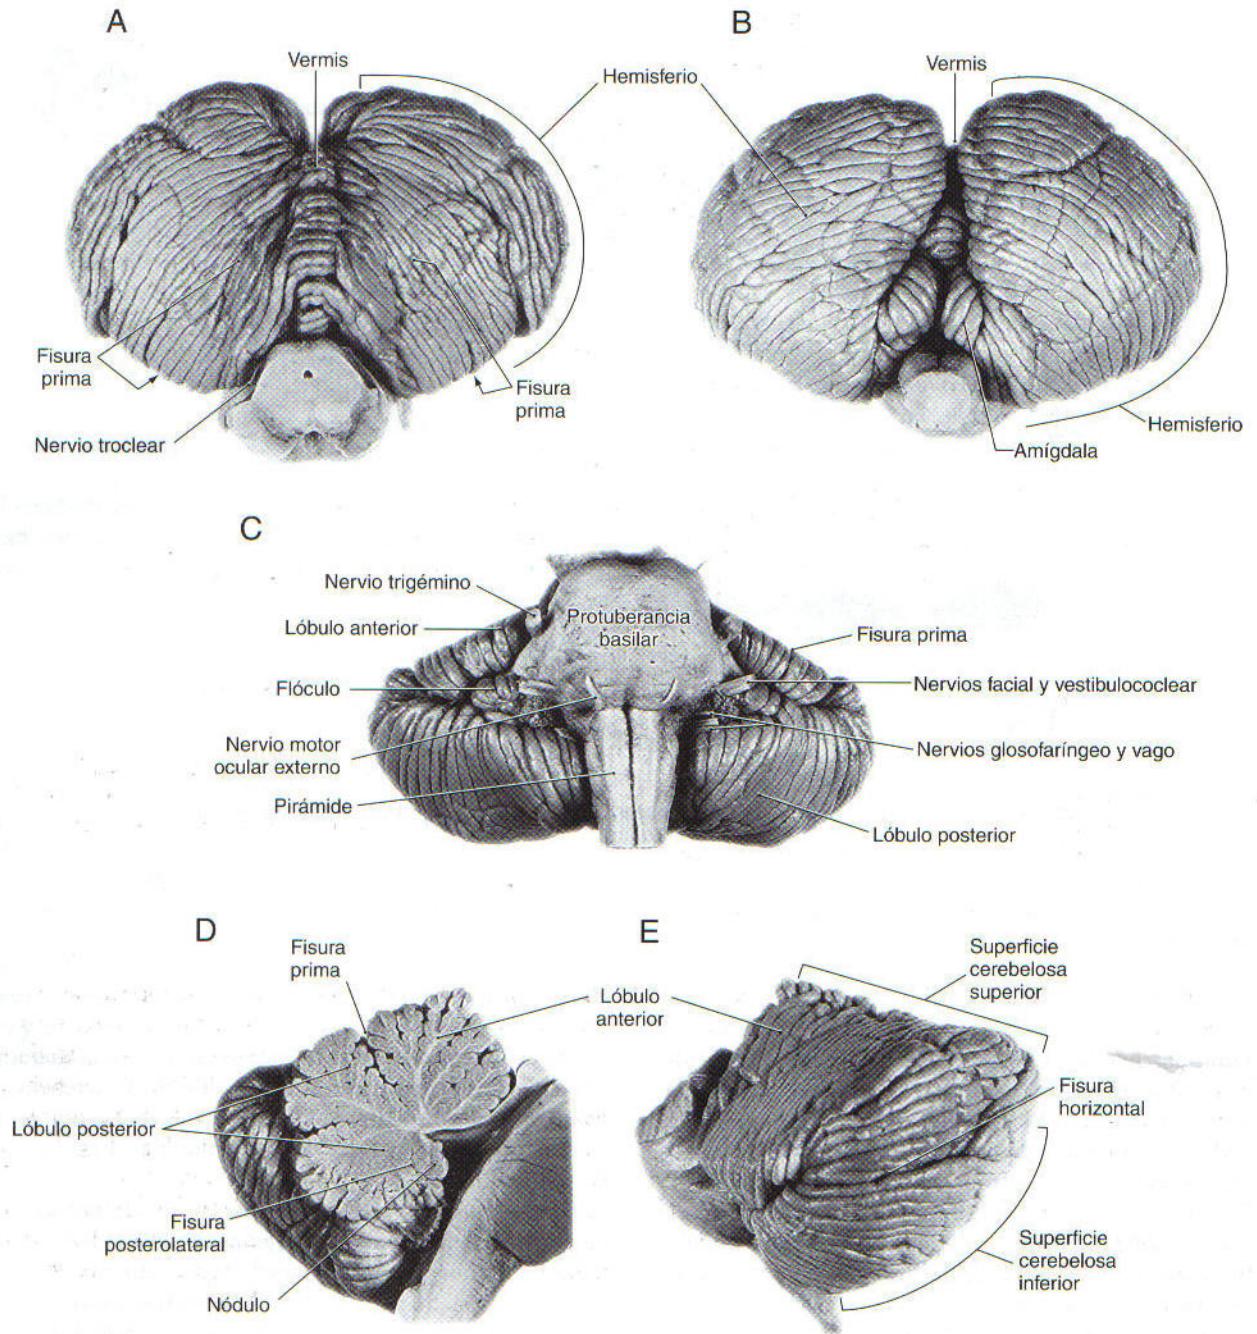 A
B
Vermis
Hemisferio
Vermis
Fisura
prima
Fisura
prima
Nervio troclear
Hemisferio
Amígdala
C
Nervio trigémino
Protuberancia
basilar
Lóbulo anterior
Fisura prima
Flóculo
Nervios facial y vestibulococlear
Nervio motor
ocular externo
Nervios glosofaríngeo y vago
Pirámide
Lóbulo posterior
D
E
Fisura
prima
Superficie
cerebelosa
superior
Lóbulo
anterior
Fisura
horizontal
Lóbulo posterior
Fisura
posterolateral
Superficie
cerebelosa
inferior
Nódulo